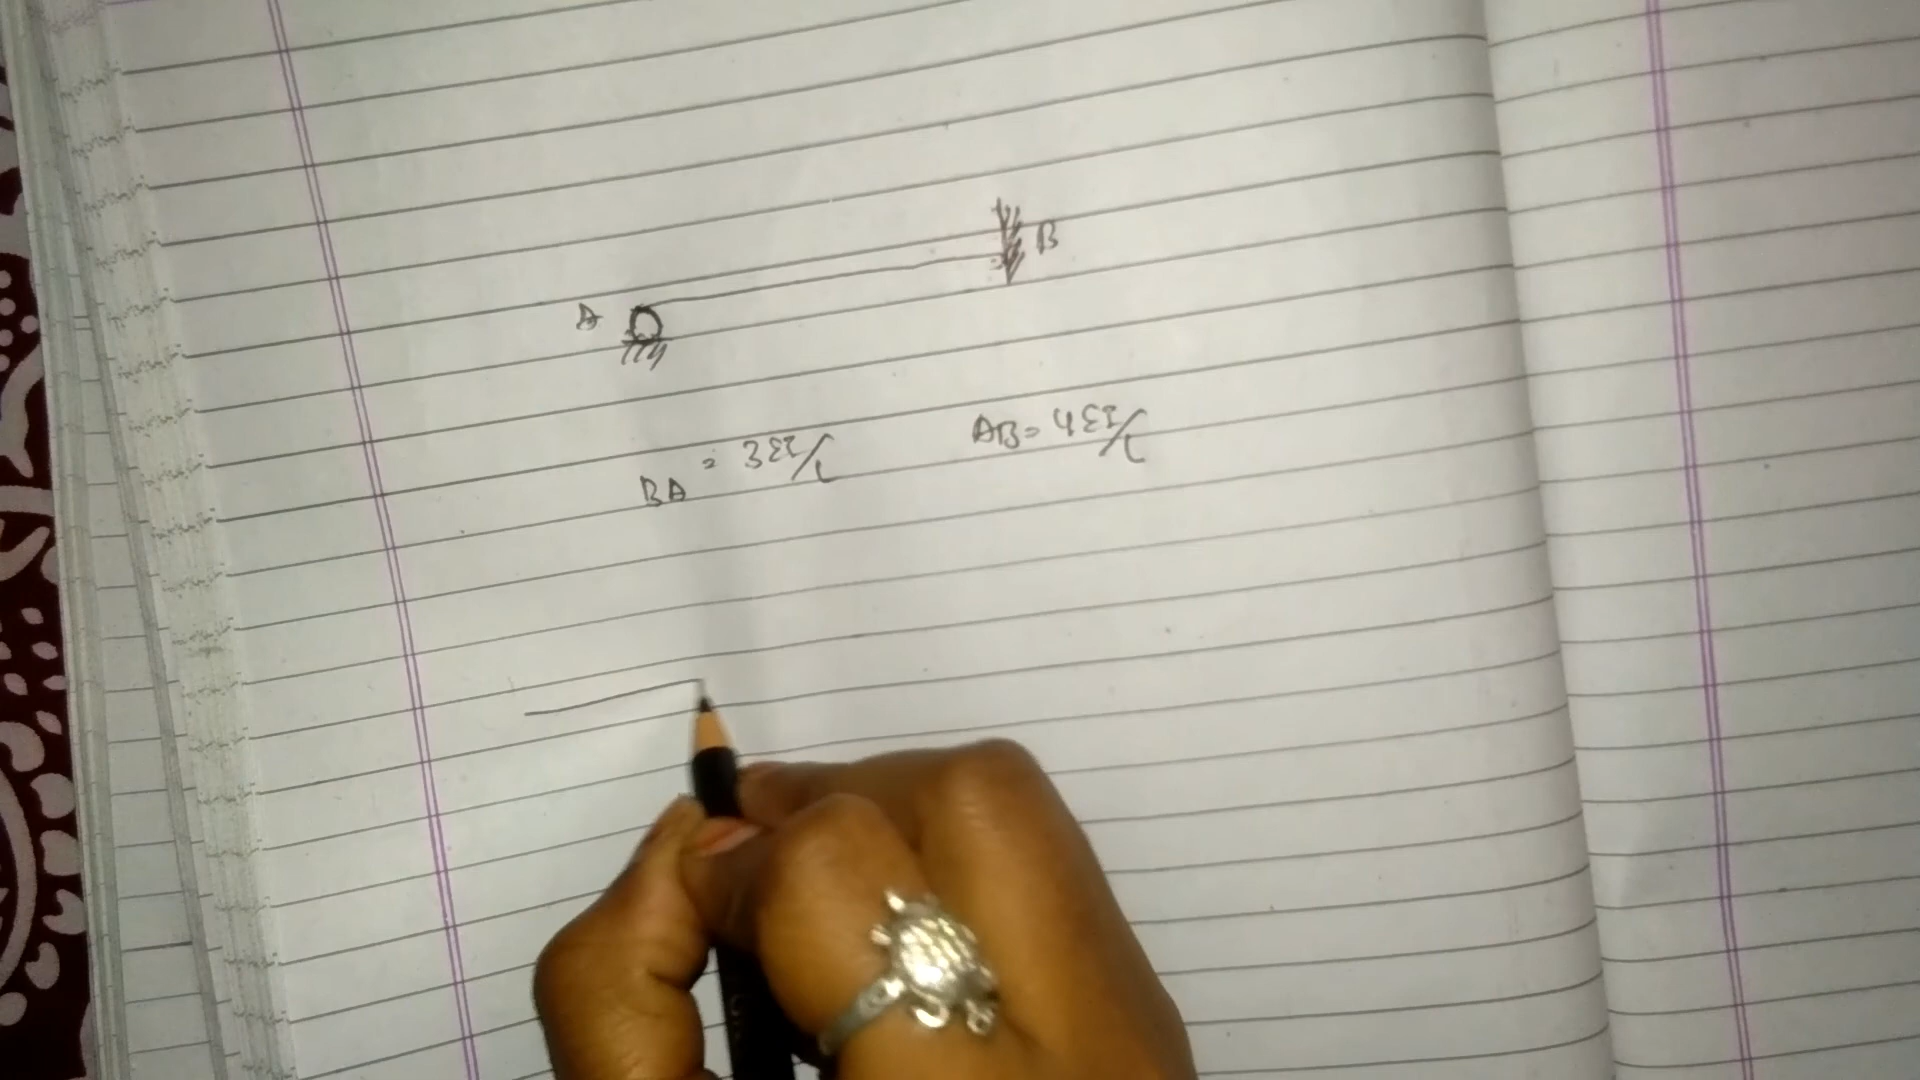 A B
BA = 3EI/L AB = 4EI/L